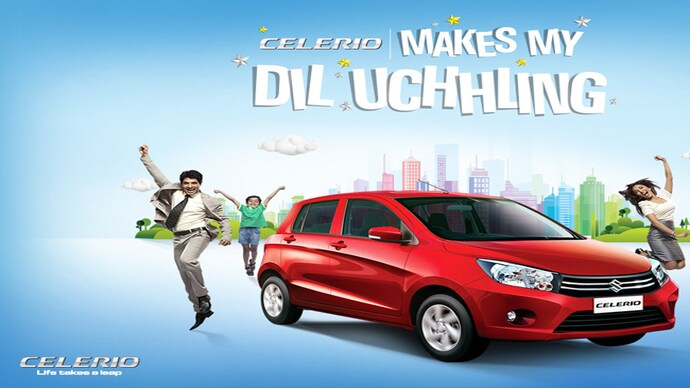 CELERIO | MAKES MY
DIL UCHHLING
CELERIO
CELERIO
Life takes a leap